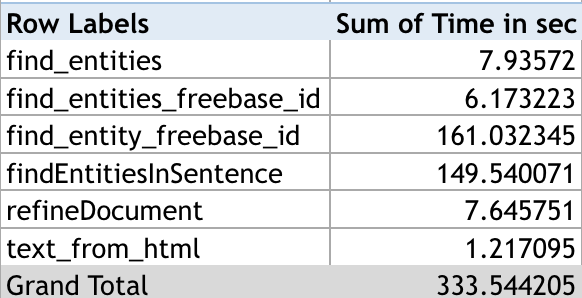 Row Labels Sum of Time in sec
find_entities 7.93572
find_entities_freebase_id 6.173223
find_entity_freebase_id 161.032345
findEntitiesInSentence 149.540071
refineDocument 7.645751
text_from_html 1.217095
Grand Total 333.544205